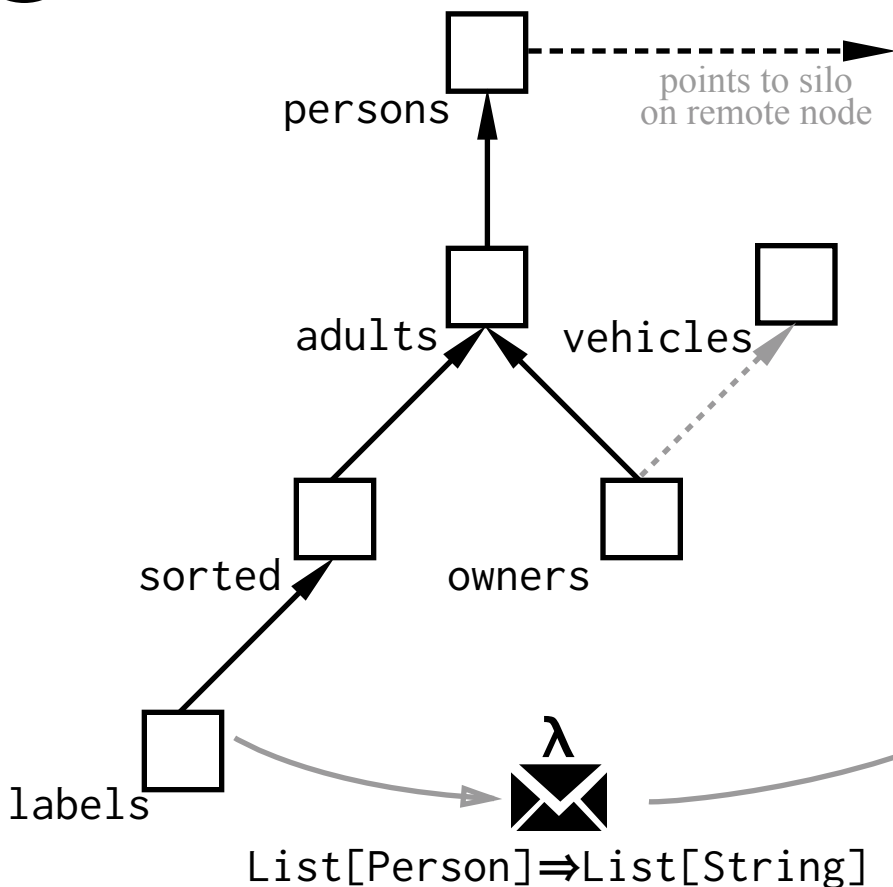 points to silo
on remote node
persons
adults
vehicles
sorted
owners
λ
labels
List[Person]⇒List[String]